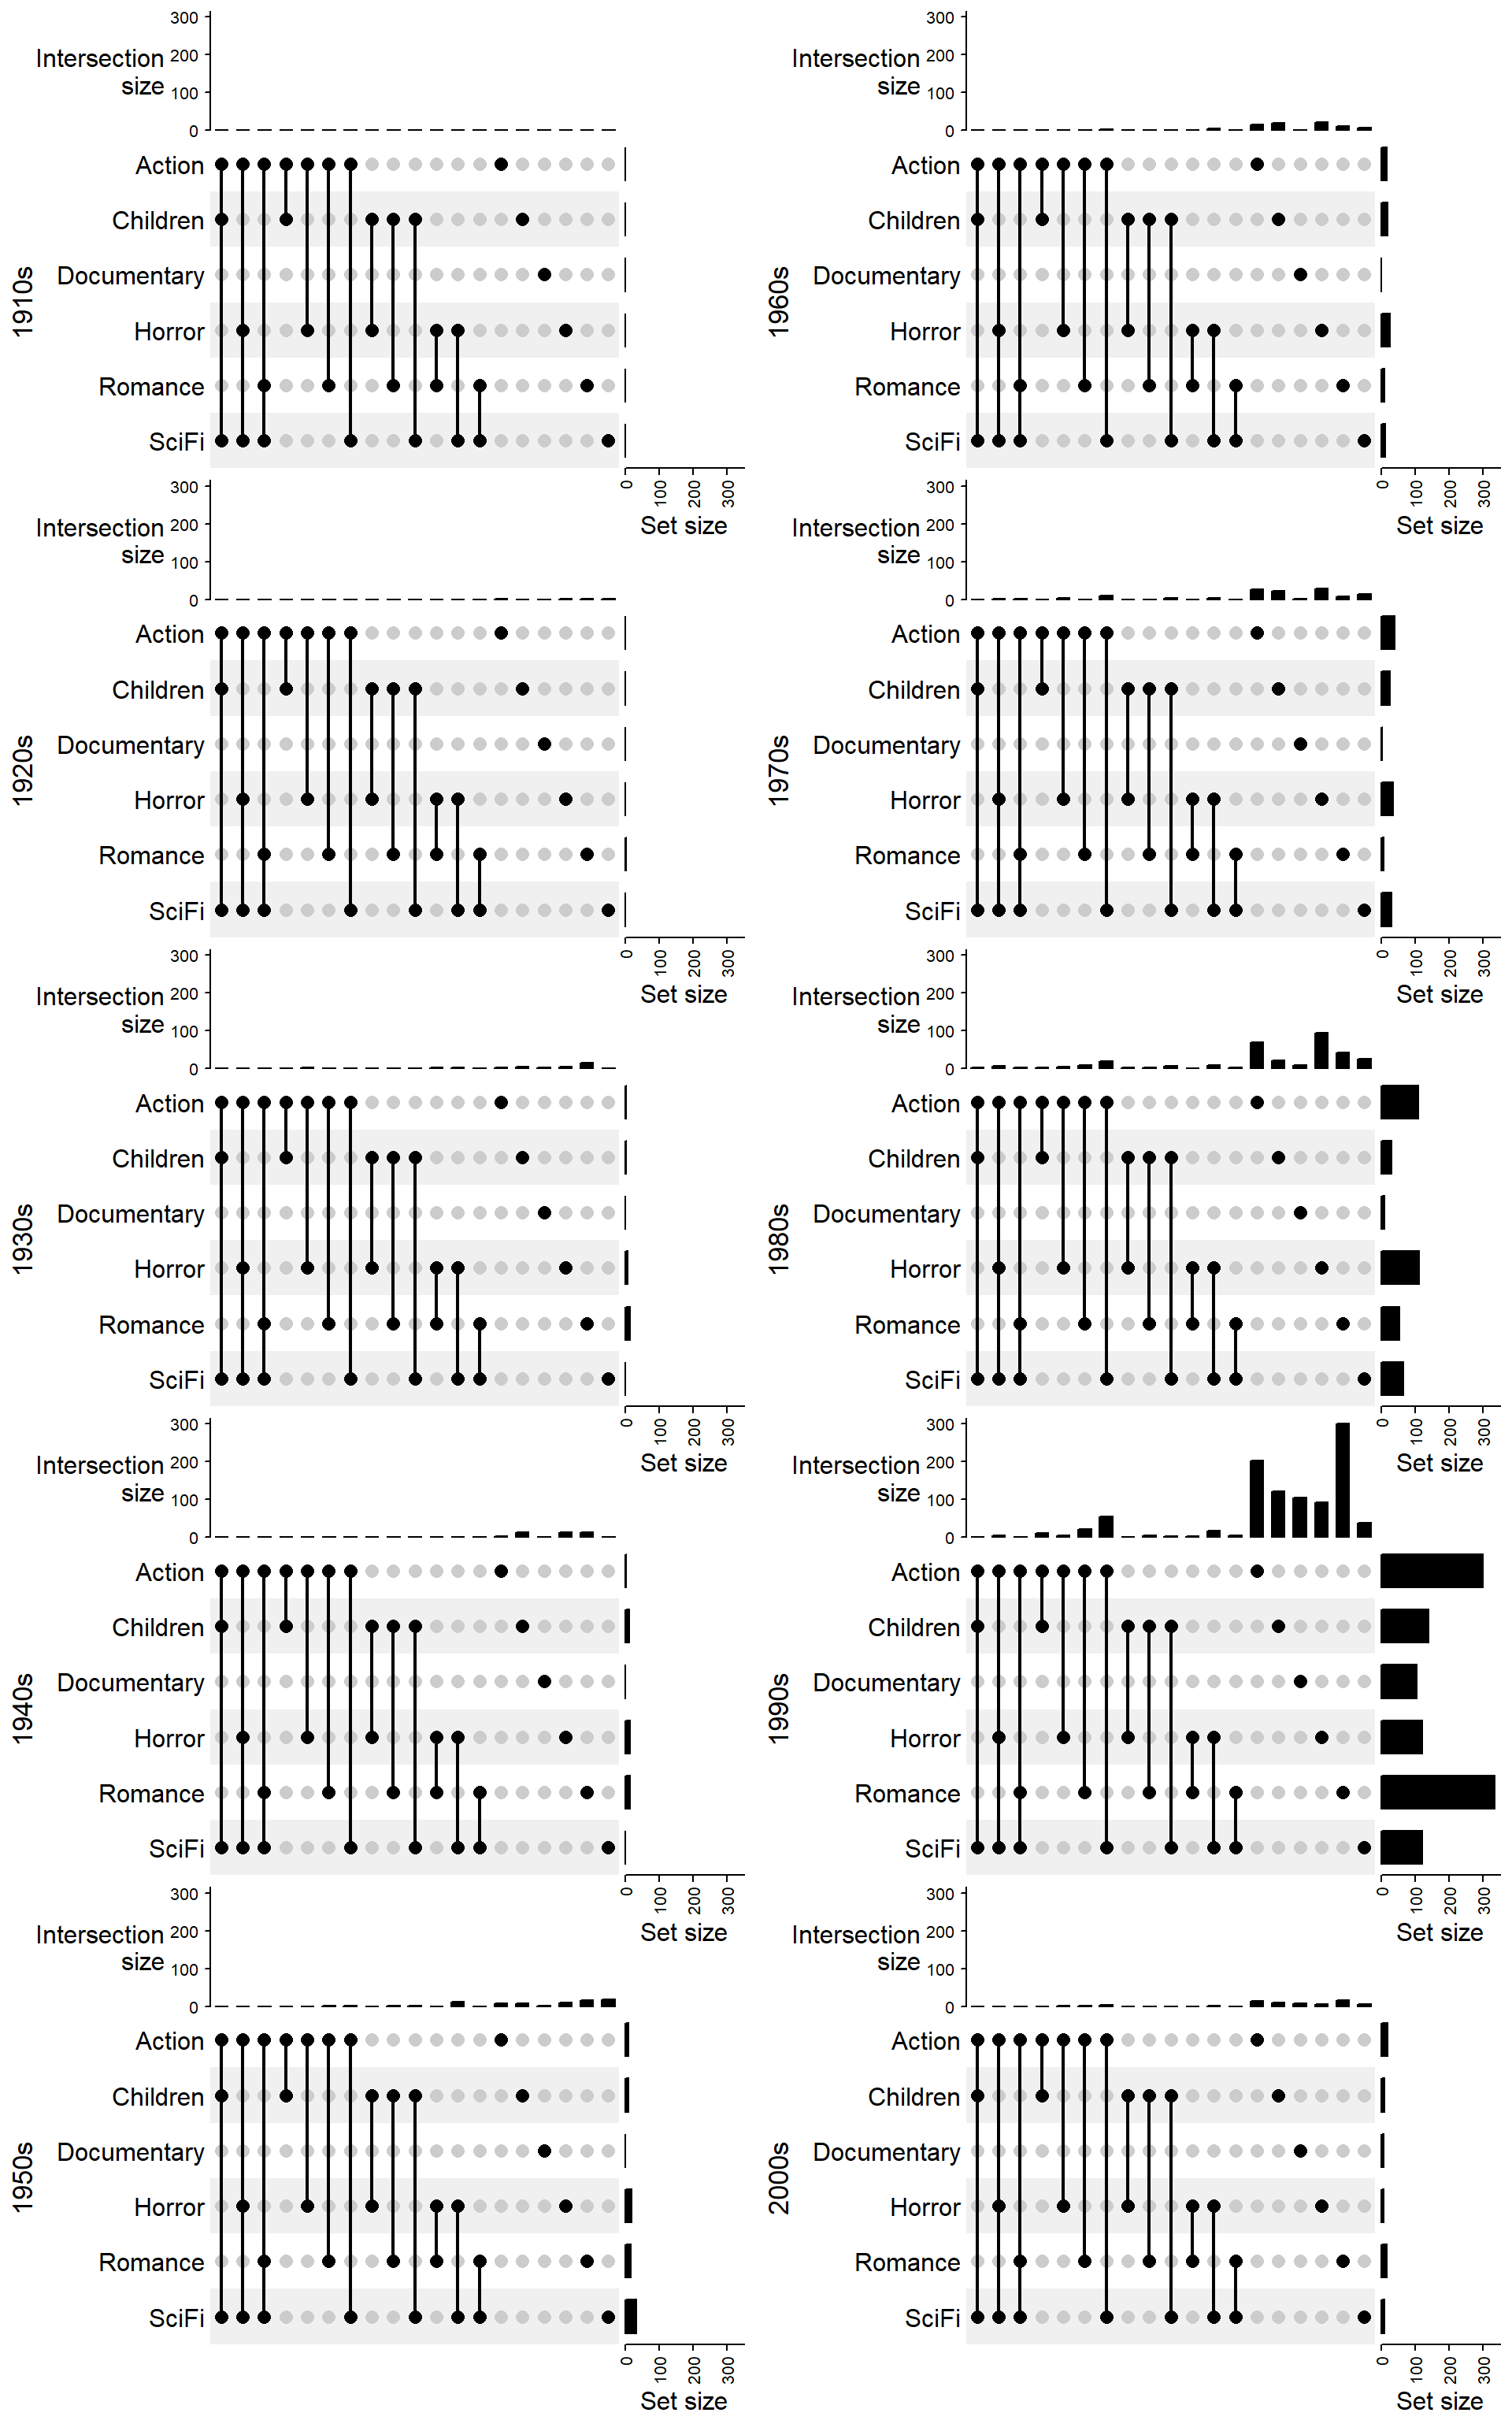 300
200
100
0
Intersection
size
Action
Children
Documentary
Horror
Romance
SciFi
1910s
0
100
200
300
Set size
300
200
100
0
Intersection
size
Action
Children
Documentary
Horror
Romance
SciFi
1960s
0
100
200
300
Set size
300
200
100
0
Intersection
size
Action
Children
Documentary
Horror
Romance
SciFi
1920s
0
100
200
300
Set size
300
200
100
0
Intersection
size
Action
Children
Documentary
Horror
Romance
SciFi
1970s
0
100
200
300
Set size
300
200
100
0
Intersection
size
Action
Children
Documentary
Horror
Romance
SciFi
1930s
0
100
200
300
Set size
300
200
100
0
Intersection
size
Action
Children
Documentary
Horror
Romance
SciFi
1980s
0
100
200
300
Set size
300
200
100
0
Intersection
size
Action
Children
Documentary
Horror
Romance
SciFi
1940s
0
100
200
300
Set size
300
200
100
0
Intersection
size
Action
Children
Documentary
Horror
Romance
SciFi
1990s
0
100
200
300
Set size
300
200
100
0
Intersection
size
Action
Children
Documentary
Horror
Romance
SciFi
1950s
0
100
200
300
Set size
300
200
100
0
Intersection
size
Action
Children
Documentary
Horror
Romance
SciFi
2000s
0
100
200
300
Set size